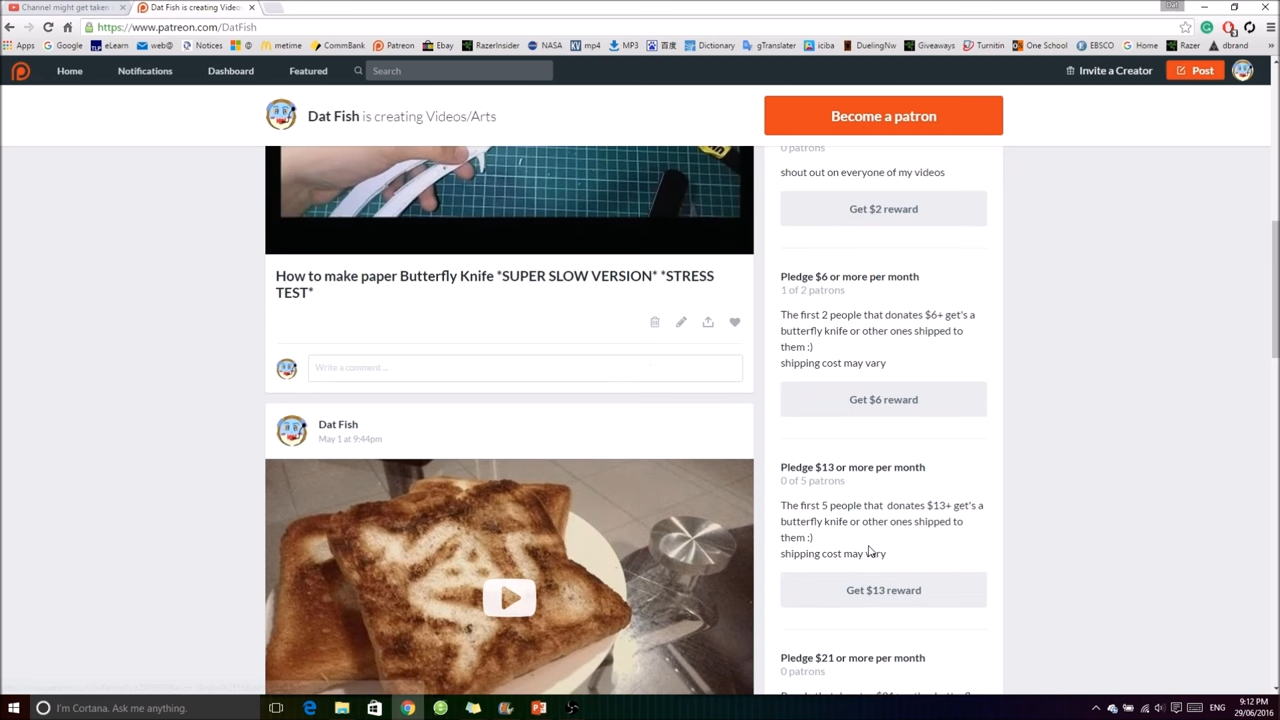 Channel might get taken
Dat Fish is creating Video
Dat
https://www.patreon.com/DatFish
Apps Google eLearn web@ Notices @ metime CommBank Patreon Ebay RazerInsider NASA mp4 MP3 百度 Dictionary gTranslater iciba DuelingNw Giveaways Turnitin One School EBSCO Home Razer dbrand
Home Notifications Dashboard Featured Search Invite a Creator Post
Dat Fish is creating Videos/Arts
Become a patron
0 patrons
shout out on everyone of my videos
Get $2 reward
How to make paper Butterfly Knife *SUPER SLOW VERSION* *STRESS
TEST*
Write a comment ...
Dat Fish
May 1 at 9:44pm
Pledge $6 or more per month
1 of 2 patrons
The first 2 people that donates $6+ get's a
butterfly knife or other ones shipped to
them :)
shipping cost may vary
Get $6 reward
Pledge $13 or more per month
0 of 5 patrons
The first 5 people that donates $13+ get's a
butterfly knife or other ones shipped to
them :)
shipping cost may vary
Get $13 reward
Pledge $21 or more per month
0 patrons
I'm Cortana. Ask me anything.
9:12 PM
29/06/2016